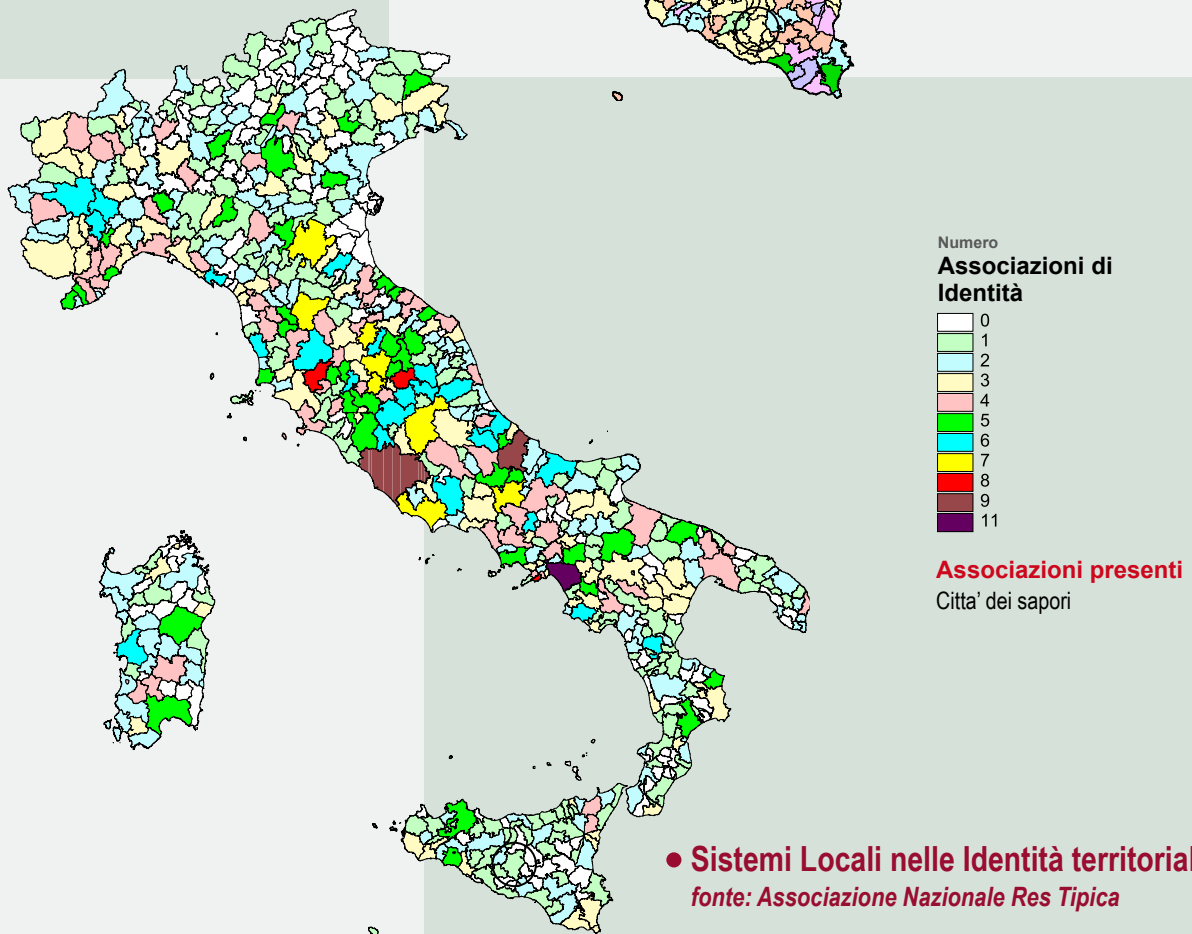 Numero
Associazioni di
Identità
0
1
2
3
4
5
6
7
8
9
11
Associazioni presenti
Citta' dei sapori
• Sistemi Locali nelle Identità territorial
fonte: Associazione Nazionale Res Tipica